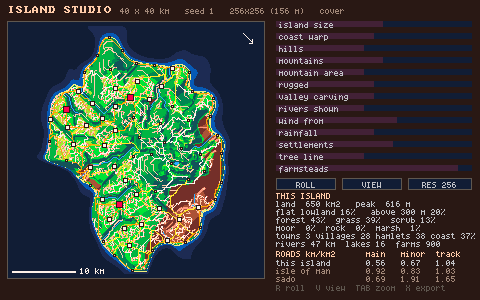 ISLAND STUDIO 40 x 40 km seed 1 256x256 (156 m) cover
island size
coast warp
hills
mountains
mountain area
rugged
valley carving
rivers shown
wind from
rainfall
settlements
tree line
farmsteads
ROLL VIEW RES 256
THIS ISLAND
land 650 km2 peak 616 m
flat lowland 16% above 300 m 20%
forest 43% grass 39% scrub 13%
moor 0% rock 0% marsh 1%
towns 3 villages 28 hamlets 38 coast 37%
rivers 47 km lakes 16 farms 900
ROADS km/km2 main minor track
this island 0.56 0.67 1.04
isle of man 0.92 0.83 1.03
sado 0.69 1.91 1.65
R roll V view TAB zoom X export
10 km